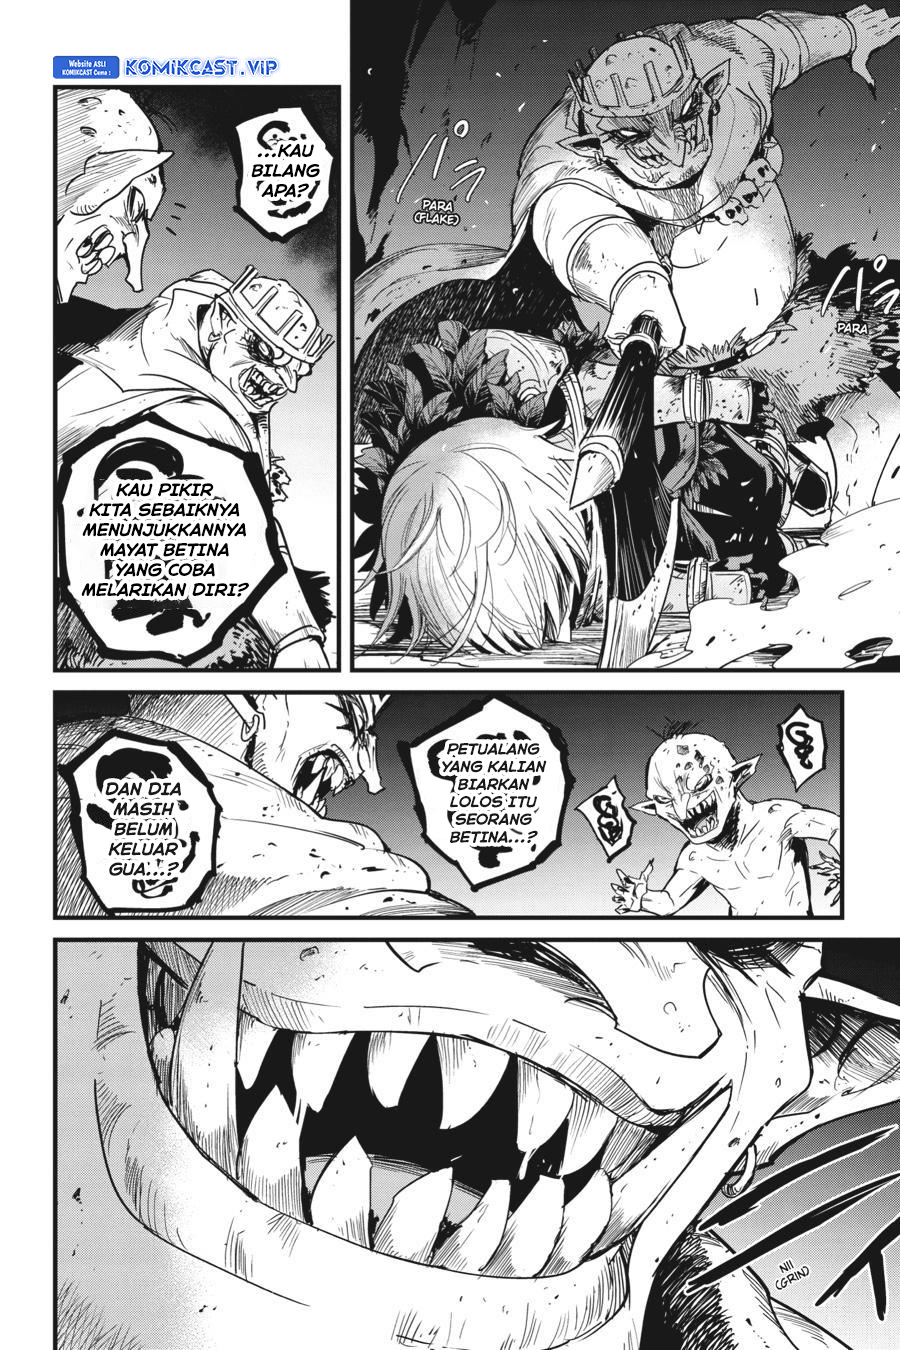 Website ASLI
KOMIKCAST Cuma :
KOMIKCAST.VIP
パラ
PARA
(FLAKE)
パラ
PARA
...KAU
BILANG
APA?
KAU PIKIR
KITA SEBAIKNYA
MENUNJUKKANNYA
MAYAT BETINA
YANG COBA
MELARIKAN DIRI?
PETUALANG
YANG KALIAN
BIARKAN
LOLOS ITU
SEORANG
BETINA...?
DAN DIA
MASIH
BELUM
KELUAR
GUA...?
NII
(GRIN)